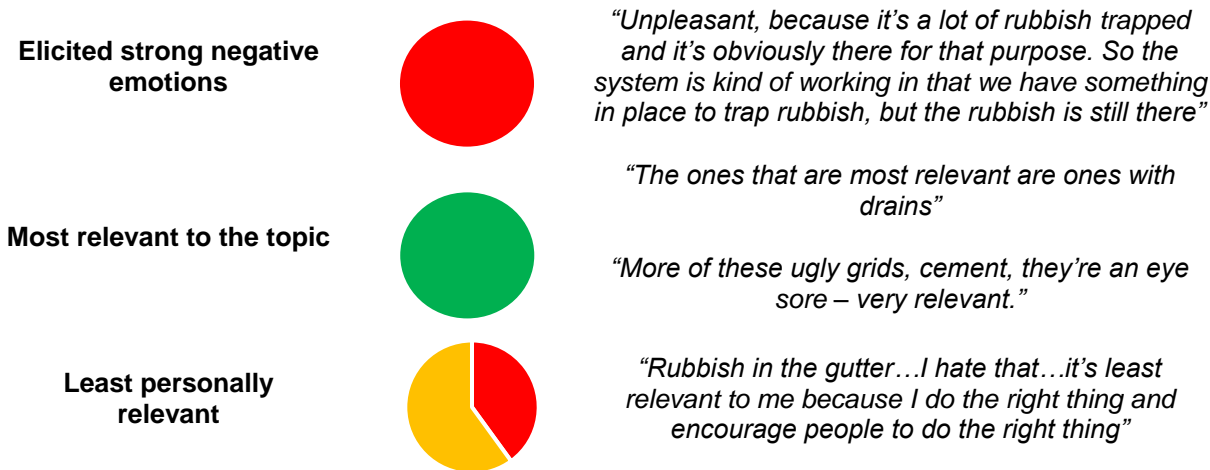 Elicited strong negative
emotions
“Unpleasant, because it’s a lot of rubbish trapped
and it’s obviously there for that purpose. So the
system is kind of working in that we have something
in place to trap rubbish, but the rubbish is still there”
Most relevant to the topic
“The ones that are most relevant are ones with
drains”
“More of these ugly grids, cement, they’re an eye
sore – very relevant.”
Least personally
relevant
“Rubbish in the gutter…I hate that…it’s least
relevant to me because I do the right thing and
encourage people to do the right thing”